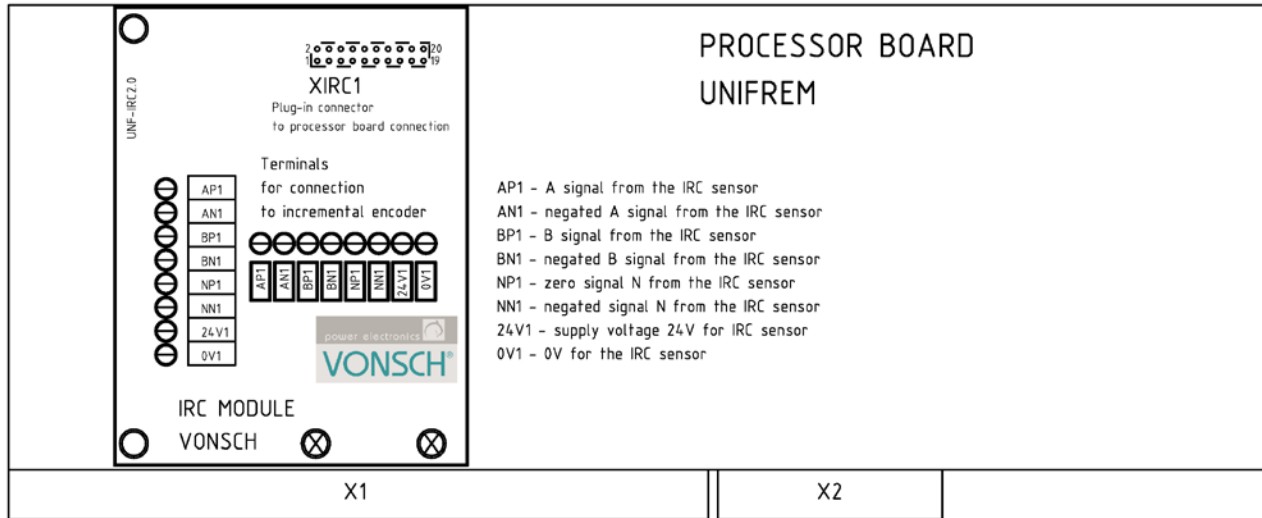 PROCESSOR BOARD
UNIFREM
2 20
1 19
XIRC1
Plug-in connector
to processor board connection
UNF-IRC2.0
Terminals
for connection
to incremental encoder
AP1
AN1
BP1
BN1
NP1
NN1
24V1
0V1
AP1
AN1
BP1
BN1
NP1
NN1
24V1
0V1
power electronics
VONSCH®
IRC MODULE
VONSCH
AP1 - A signal from the IRC sensor
AN1 - negated A signal from the IRC sensor
BP1 - B signal from the IRC sensor
BN1 - negated B signal from the IRC sensor
NP1 - zero signal N from the IRC sensor
NN1 - negated signal N from the IRC sensor
24V1 - supply voltage 24V for IRC sensor
0V1 - 0V for the IRC sensor
X1
X2